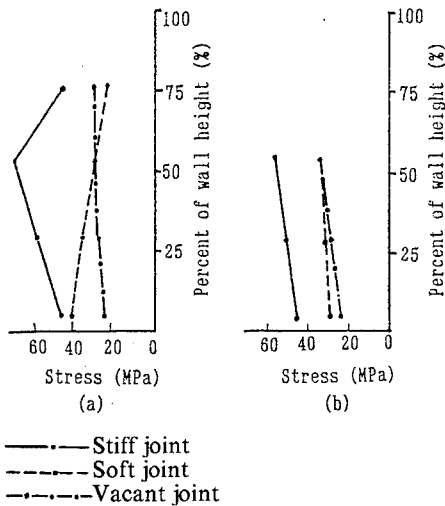 100
75
50
25
Percent of wall height (%)
60 40 20 0
Stress (MPa)
(a)
100
75
50
25
Percent of wall height (%)
60 40 20 0
Stress (MPa)
(b)
Stiff joint
Soft joint
Vacant joint